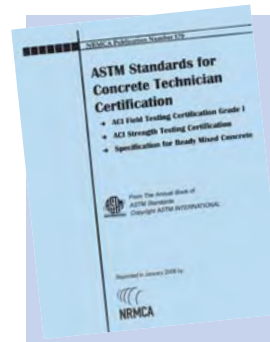 NRMCA Publication Number 179
ASTM Standards for
Concrete Technician
Certification
ACI Field Testing Certification Grade I
ACI Strength Testing Certification
Specification for Ready Mixed Concrete
From The Annual Book of
ASTM Standards
Copyright ASTM INTERNATIONAL
Reprinted in January 2008 by:
NRMCA